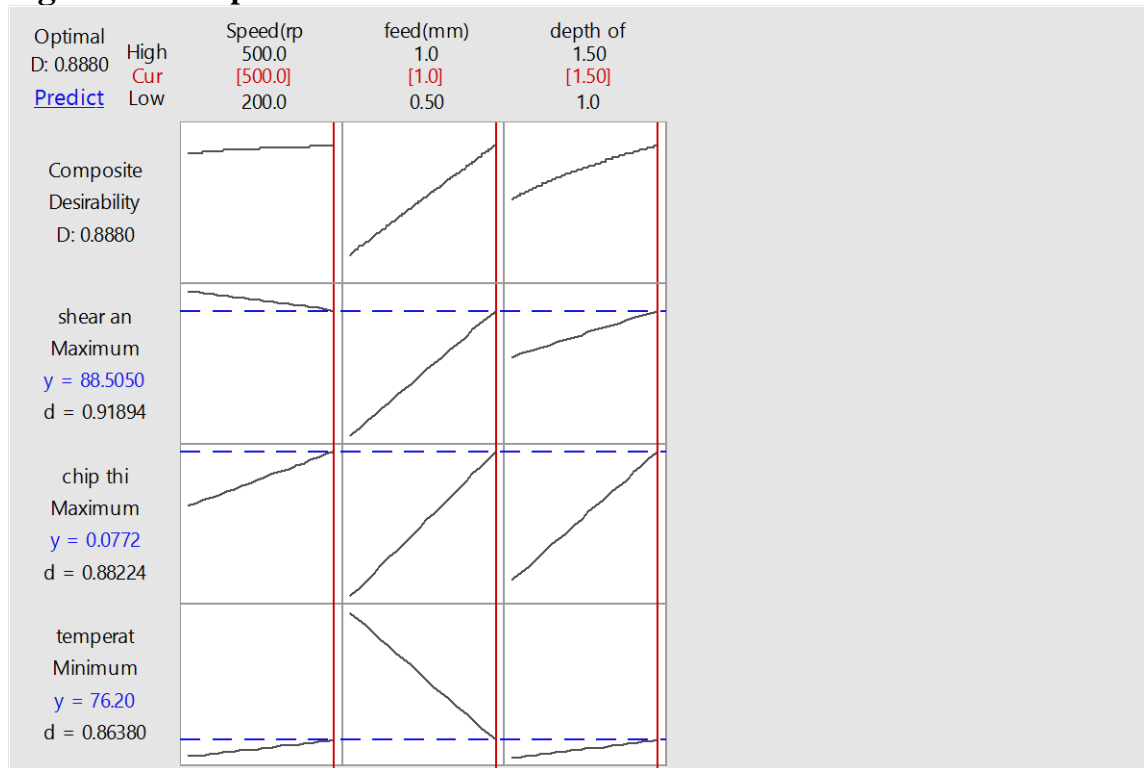 Optimal
D: 0.8880
Predict
High
Cur
Low
Speed(rp
500.0
[500.0]
200.0
feed(mm)
1.0
[1.0]
0.50
depth of
1.50
[1.50]
1.0
Composite
Desirability
D: 0.8880
shear an
Maximum
y = 88.5050
d = 0.91894
chip thi
Maximum
y = 0.0772
d = 0.88224
temperat
Minimum
y = 76.20
d = 0.86380